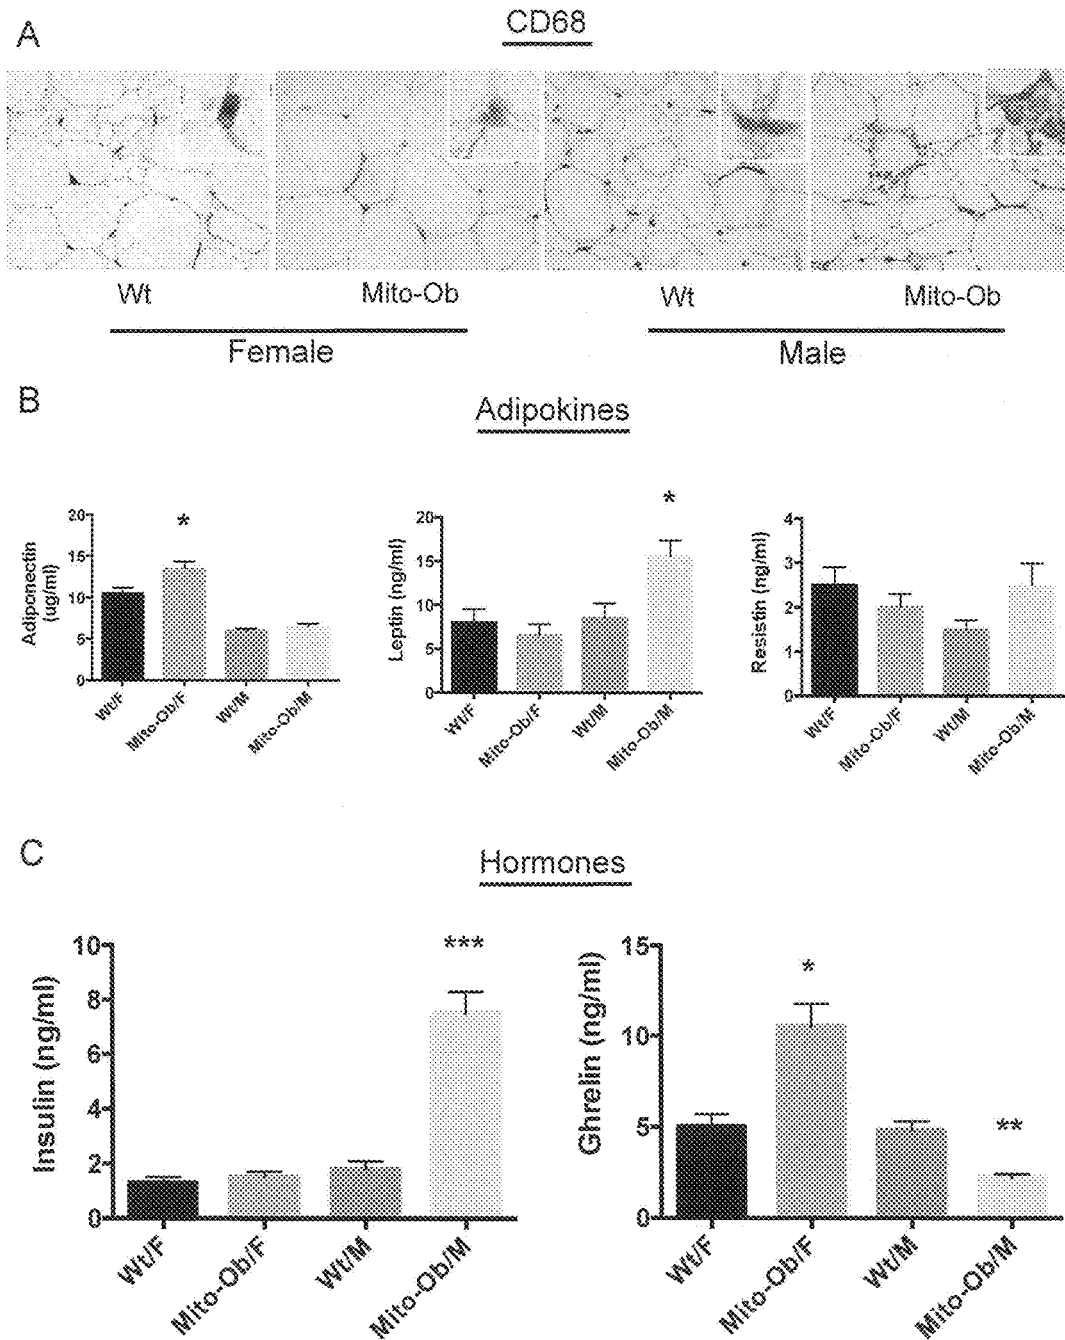 A
CD68
Wt
Mito-Ob
Wt
Mito-Ob
Female
Male
B
Adipokines
Adiponectin
(ug/ml)
20
15
10
5
0
*
Wt/F
Mito-Ob/F
Wt/M
Mito-Ob/M
Leptin (ng/ml)
20
15
10
5
0
*
Wt/F
Mito-Ob/F
Wt/M
Mito-Ob/M
Resistin (ng/ml)
4
3
2
1
0
Wt/F
Mito-Ob/F
Wt/M
Mito-Ob/M
C
Hormones
Insulin (ng/ml)
10
8
6
4
2
0
***
Wt/F
Mito-Ob/F
Wt/M
Mito-Ob/M
Ghrelin (ng/ml)
15
10
5
0
*
**
Wt/F
Mito-Ob/F
Wt/M
Mito-Ob/M